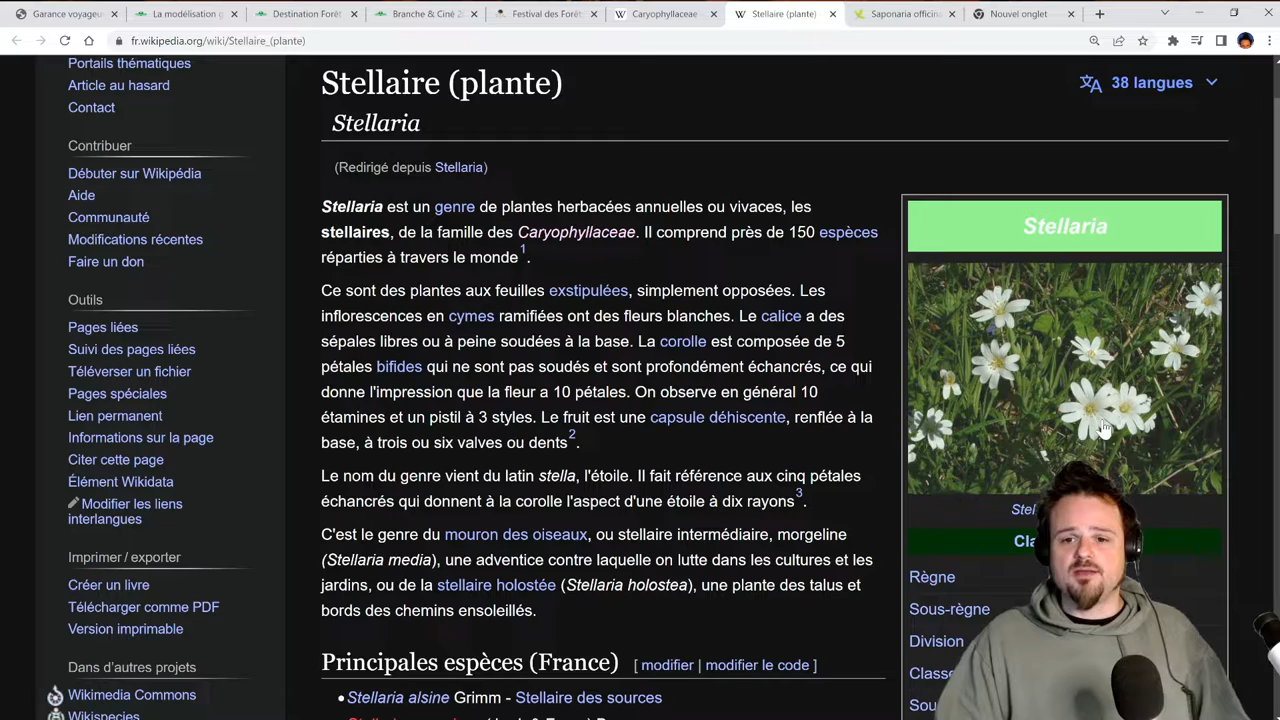 Garance voyageu
La modélisation g
Destination Forêt
Branche & Ciné 2
Festival des Forêt
Caryophyllaceae
Stellaire (plante)
Saponaria officina
Nouvel onglet
fr.wikipedia.org/wiki/Stellaire_(plante)
Portails thématiques
Article au hasard
Contact
Contribuer
Débuter sur Wikipédia
Aide
Communauté
Modifications récentes
Faire un don
Outils
Pages liées
Suivi des pages liées
Téléverser un fichier
Pages spéciales
Lien permanent
Informations sur la page
Citer cette page
Élément Wikidata
Modifier les liens
interlangues
Imprimer / exporter
Créer un livre
Télécharger comme PDF
Version imprimable
Dans d'autres projets
Wikimedia Commons
Wikispecies
Stellaire (plante)
38 langues
Stellaria
(Redirigé depuis Stellaria)
Stellaria est un genre de plantes herbacées annuelles ou vivaces, les
stellaires, de la famille des Caryophyllaceae. Il comprend près de 150 espèces
réparties à travers le monde1.
Ce sont des plantes aux feuilles exstipulées, simplement opposées. Les
inflorescences en cymes ramifiées ont des fleurs blanches. Le calice a des
sépales libres ou à peine soudées à la base. La corolle est composée de 5
pétales bifides qui ne sont pas soudés et sont profondément échancrés, ce qui
donne l'impression que la fleur a 10 pétales. On observe en général 10
étamines et un pistil à 3 styles. Le fruit est une capsule déhiscente, renflée à la
base, à trois ou six valves ou dents2.
Le nom du genre vient du latin stella, l'étoile. Il fait référence aux cinq pétales
échancrés qui donnent à la corolle l'aspect d'une étoile à dix rayons3.
C'est le genre du mouron des oiseaux, ou stellaire intermédiaire, morgeline
(Stellaria media), une adventice contre laquelle on lutte dans les cultures et les
jardins, ou de la stellaire holostée (Stellaria holostea), une plante des talus et
bords des chemins ensoleillés.
Principales espèces (France) [ modifier | modifier le code ]
•Stellaria alsine Grimm - Stellaire des sources
Stellaria
Stel
Cla
Règne
Sous-règne
Division
Classe
Sou